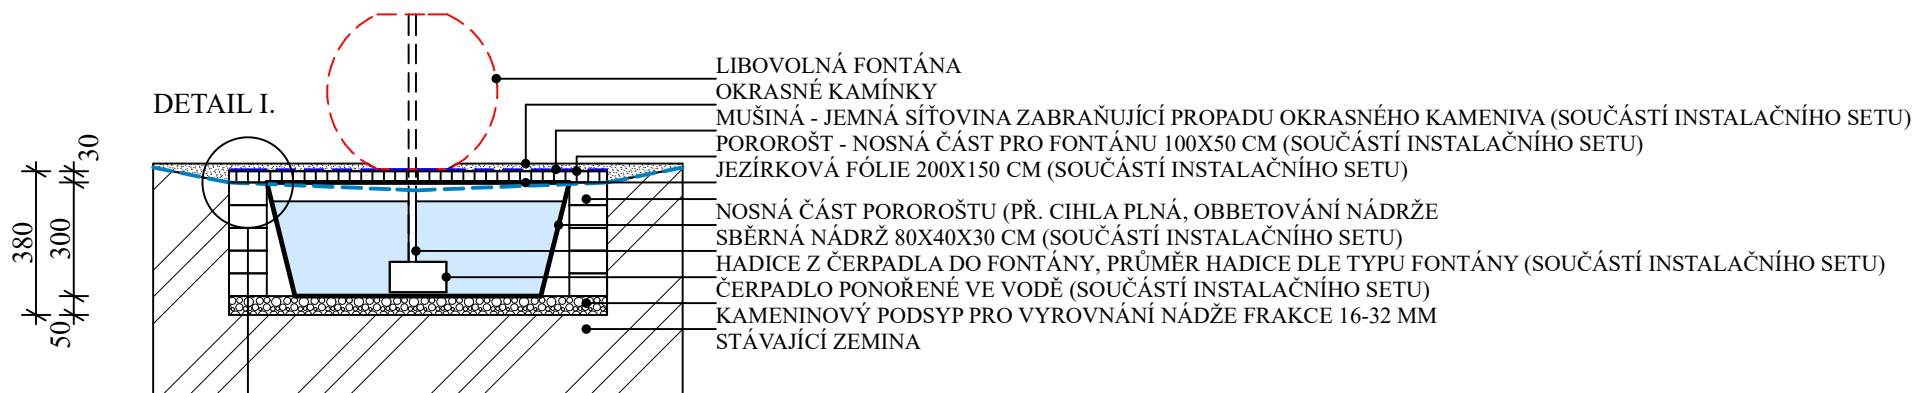 LIBOVOLNÁ FONTÁNA
OKRASNÉ KAMÍNKY
MUŠINÁ - JEMNÁ SÍŤOVINA ZABRAŇUJÍCÍ PROPADU OKRASNÉHO KAMENIVA (SOUČÁSTÍ INSTALAČNÍHO SETU)
POROROŠT - NOSNÁ ČÁST PRO FONTÁNU 100X50 CM (SOUČÁSTÍ INSTALAČNÍHO SETU)
JEZÍRKOVÁ FÓLIE 200X150 CM (SOUČÁSTÍ INSTALAČNÍHO SETU)
NOSNÁ ČÁST POROROŠTU (PŘ. CIHLA PLNÁ, OBBETOVÁNÍ NÁDRŽE
SBĚRNÁ NÁDRŽ 80X40X30 CM (SOUČÁSTÍ INSTALAČNÍHO SETU)
HADICE Z ČERPADLA DO FONTÁNY, PRŮMĚR HADICE DLE TYPU FONTÁNY (SOUČÁSTÍ INSTALAČNÍHO SETU)
ČERPADLO PONOŘENÉ VE VODĚ (SOUČÁSTÍ INSTALAČNÍHO SETU)
KAMENINOVÝ PODSYP PRO VYROVNÁNÍ NÁDŽE FRAKCE 16-32 MM
STÁVAJÍCÍ ZEMINA
DETAIL I.
30
380
300
50